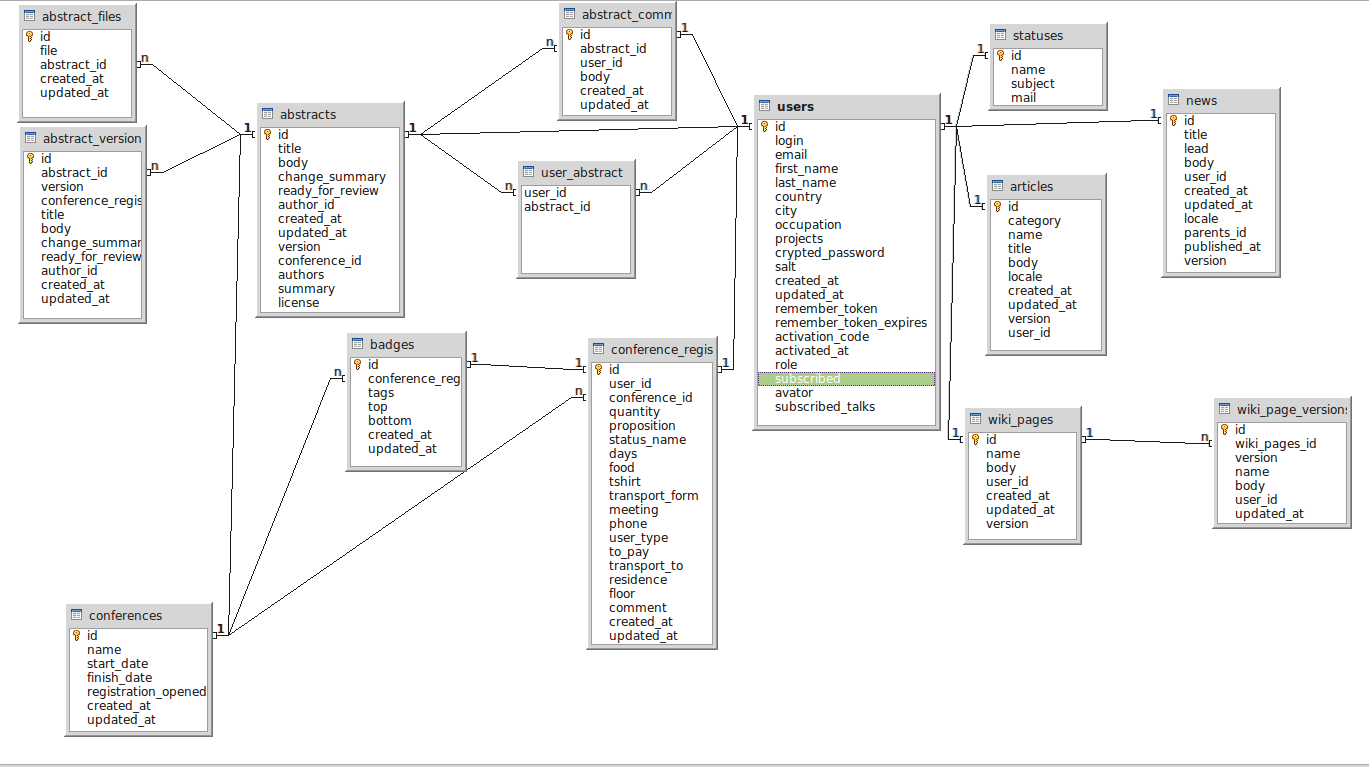 abstract_files
id
file
abstract_id
created_at
updated_at
n
abstract_version
id
abstract_id
version
conference_regis
title
body
change_summar
ready_for_review
author_id
created_at
updated_at
n
1
abstracts
id
title
body
change_summary
ready_for_review
author_id
created_at
updated_at
version
conference_id
authors
summary
license
1
abstract_comm
id
abstract_id
user_id
body
created_at
updated_at
n
1
user_abstract
user_id
abstract_id
n
n
users
id
login
email
first_name
last_name
country
city
occupation
projects
crypted_password
salt
created_at
updated_at
remember_token
remember_token_expires
activation_code
activated_at
role
subscribed
avator
subscribed_talks
1
1
statuses
id
name
subject
mail
1
news
id
title
lead
body
user_id
created_at
updated_at
locale
parents_id
published_at
version
1
articles
id
category
name
title
body
locale
created_at
updated_at
version
user_id
1
badges
id
conference_reg
tags
top
bottom
created_at
updated_at
n
1
conference_regis
id
user_id
conference_id
quantity
proposition
status_name
days
food
tshirt
transport_form
meeting
phone
user_type
to_pay
transport_to
residence
floor
comment
created_at
updated_at
1
n
1
wiki_pages
id
name
body
user_id
created_at
updated_at
version
1
1
wiki_page_versions
id
wiki_pages_id
version
name
body
user_id
updated_at
n
conferences
id
name
start_date
finish_date
registration_opened
created_at
updated_at
1